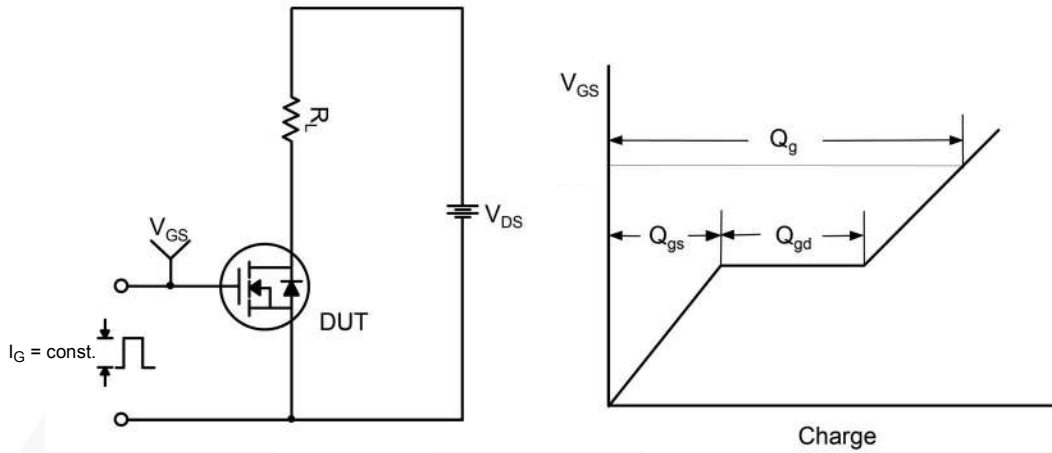 R_L
V_GS
V_DS
DUT
I_G = const.
V_GS
Q_g
Q_gs
Q_gd
Charge